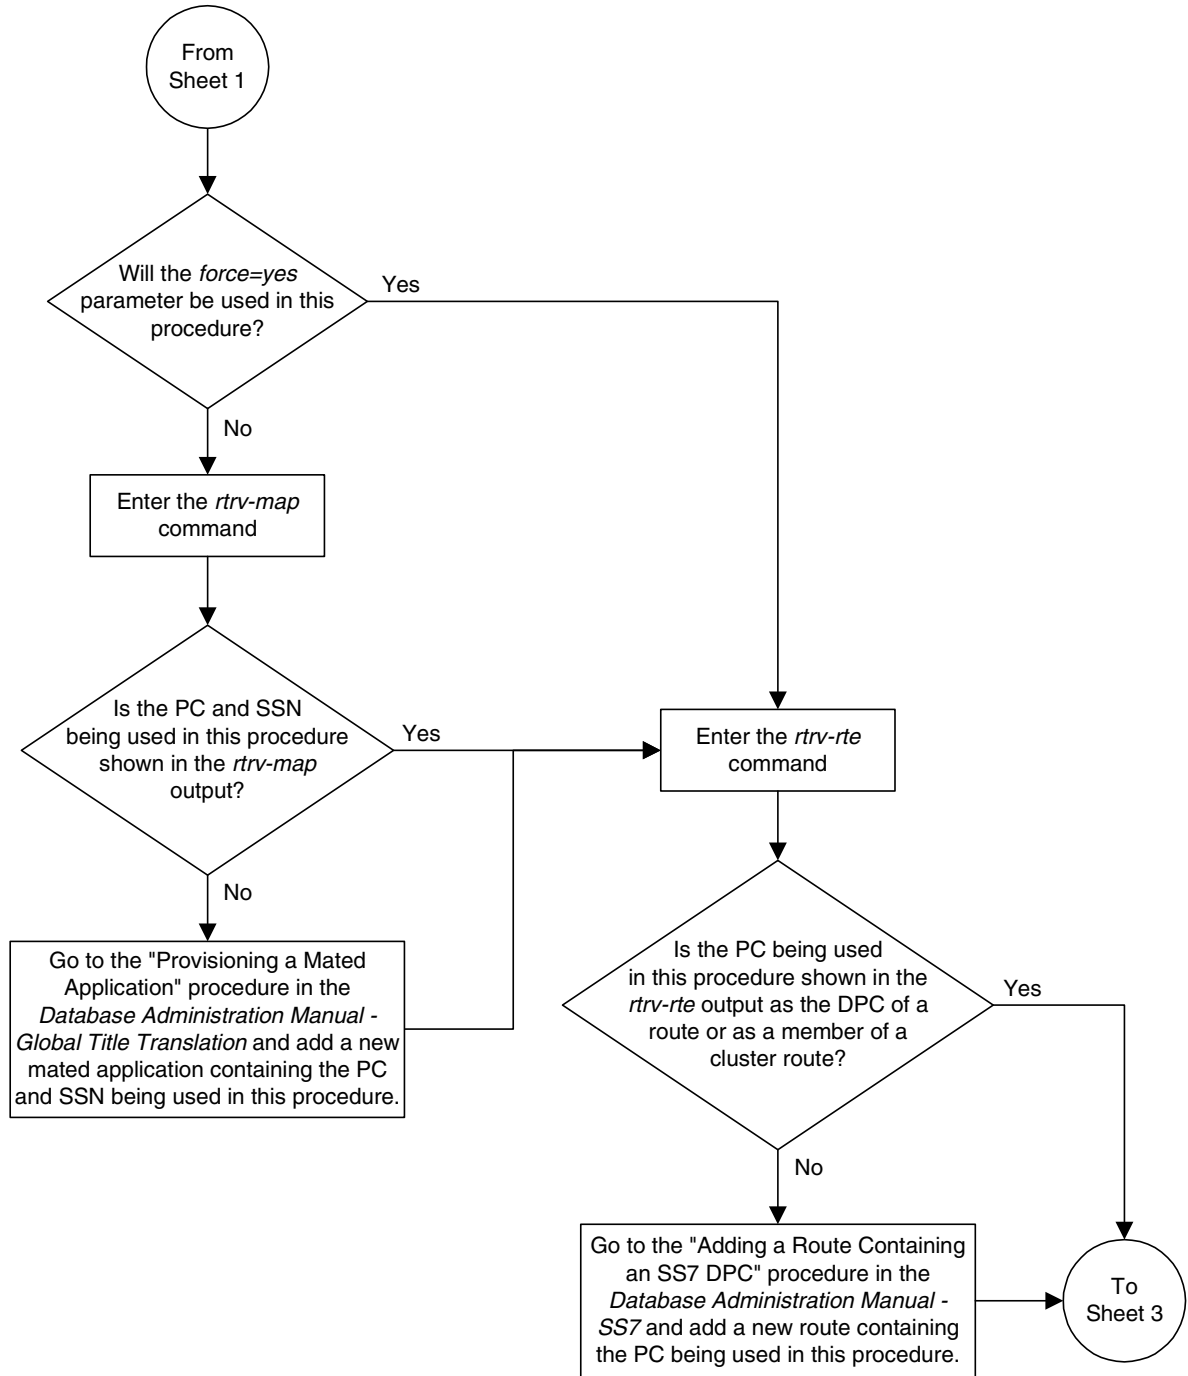 From
Sheet 1
Will the force=yes
parameter be used in this
procedure?
Yes
No
Enter the rtrv-map
command
Is the PC and SSN
being used in this procedure
shown in the rtrv-map
output?
Yes
No
Go to the "Provisioning a Mated
Application" procedure in the
Database Administration Manual -
Global Title Translation and add a new
mated application containing the PC
and SSN being used in this procedure.
Enter the rtrv-rte
command
Is the PC being used
in this procedure shown in the
rtrv-rte output as the DPC of a
route or as a member of a
cluster route?
Yes
No
Go to the "Adding a Route Containing
an SS7 DPC" procedure in the
Database Administration Manual -
SS7 and add a new route containing
the PC being used in this procedure.
To
Sheet 3